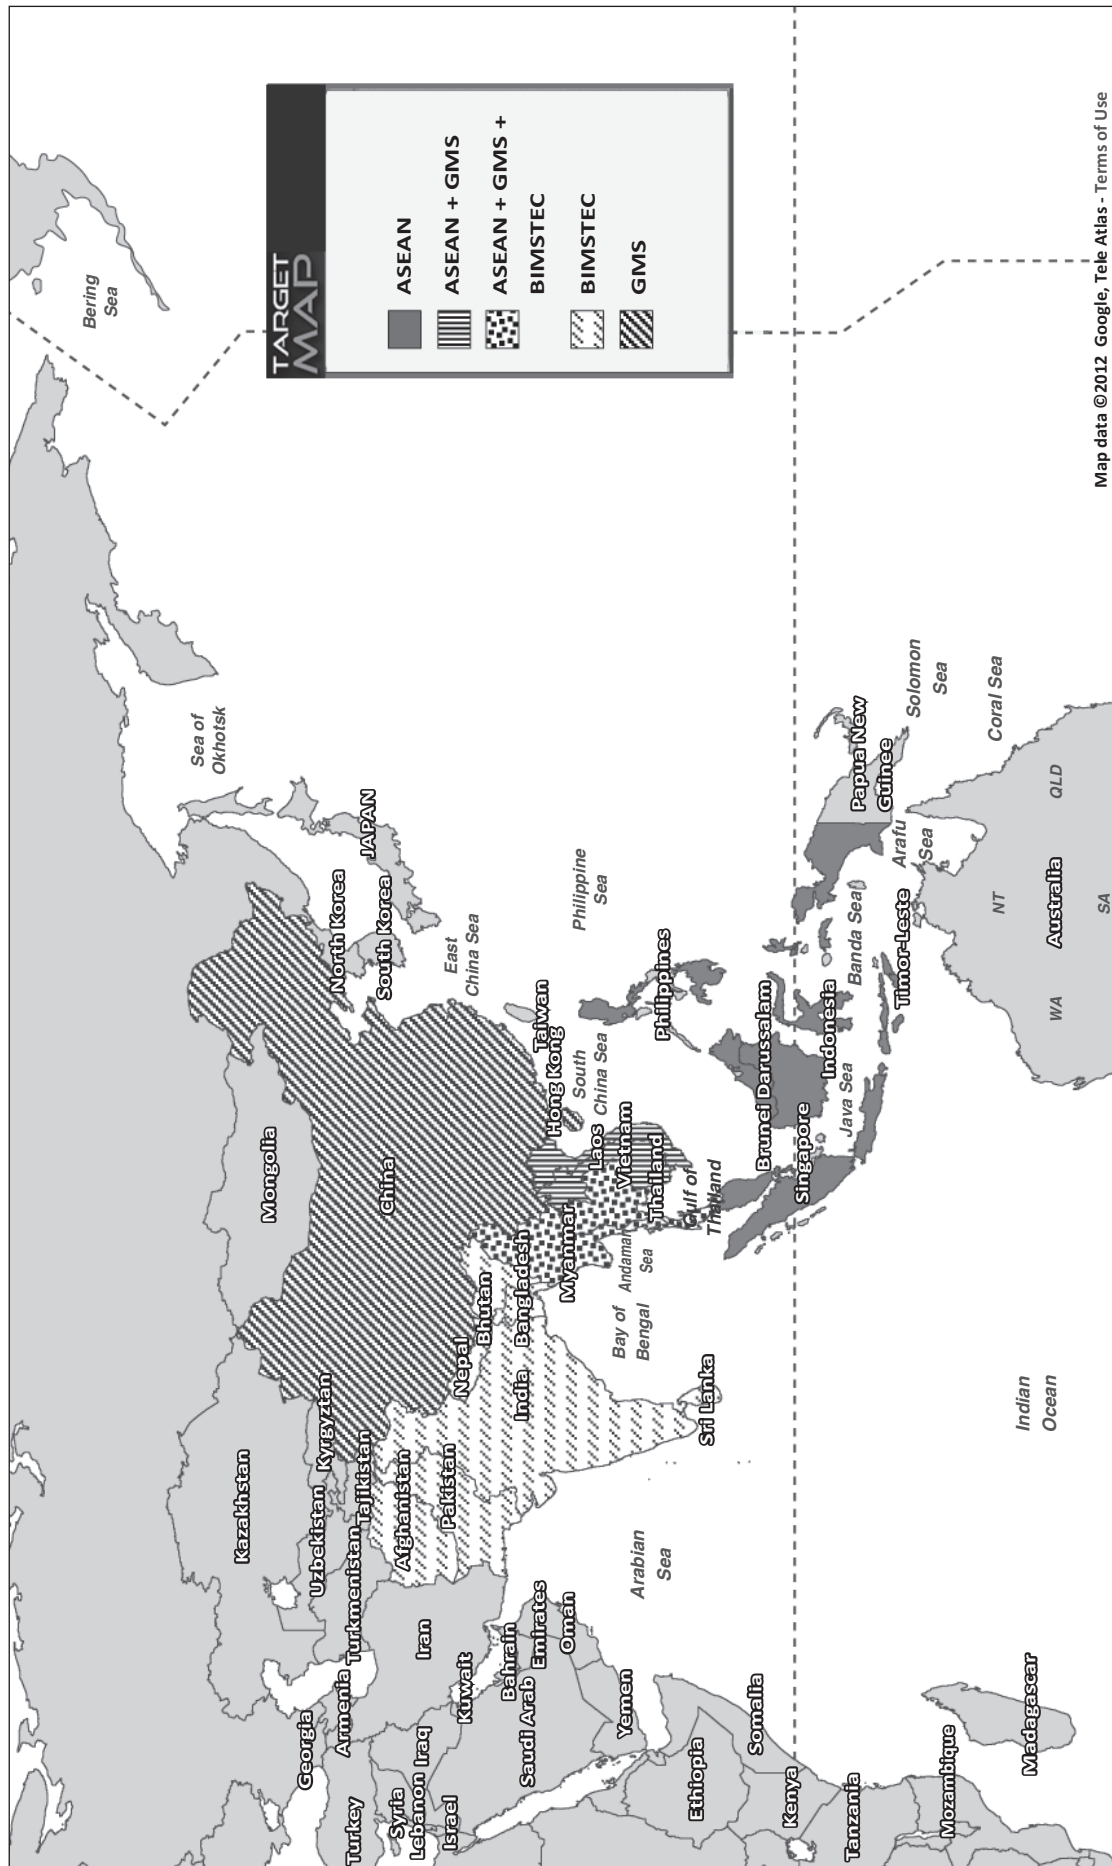 Bering
Sea
TARGET
MAP
ASEAN
ASEAN + GMS
ASEAN + GMS +
BIMSTEC
BIMSTEC
GMS
Sea of
Okhotsk
Kazakhstan
Mongolia
Georgia
Uzbekistan
Kyrgyztan
North Korea
JAPAN
Turkey
Armenia
Turkmenistan
Tajikistan
China
South Korea
Syria
Lebanon
Iraq
Iran
Afghanistan
Israel
Kuwait
Pakistan
Nepal
Bhutan
East
China Sea
Bahrain
Saudi Arab
Emirates
Oman
India
Bangladesh
Taiwan
Hong Kong
Myanmar
Laos
South
China Sea
Philippine
Sea
Yemen
Arabian
Sea
Bay of
Bengal
Andaman
Sea
Vietnam
Thailand
Gulf of
Thailand
Philippines
Sri Lanka
Ethiopia
Somalia
Brunei Darussalam
Kenya
Singapore
Indonesia
Java Sea
Banda Sea
Papua New
Guinee
Arafu
Sea
Solomon
Sea
Tanzania
Timor-Leste
Mozambique
Madagascar
Indian
Ocean
Coral Sea
NT
WA
Australia
QLD
SA
Map data ©2012 Google, Tele Atlas - Terms of Use